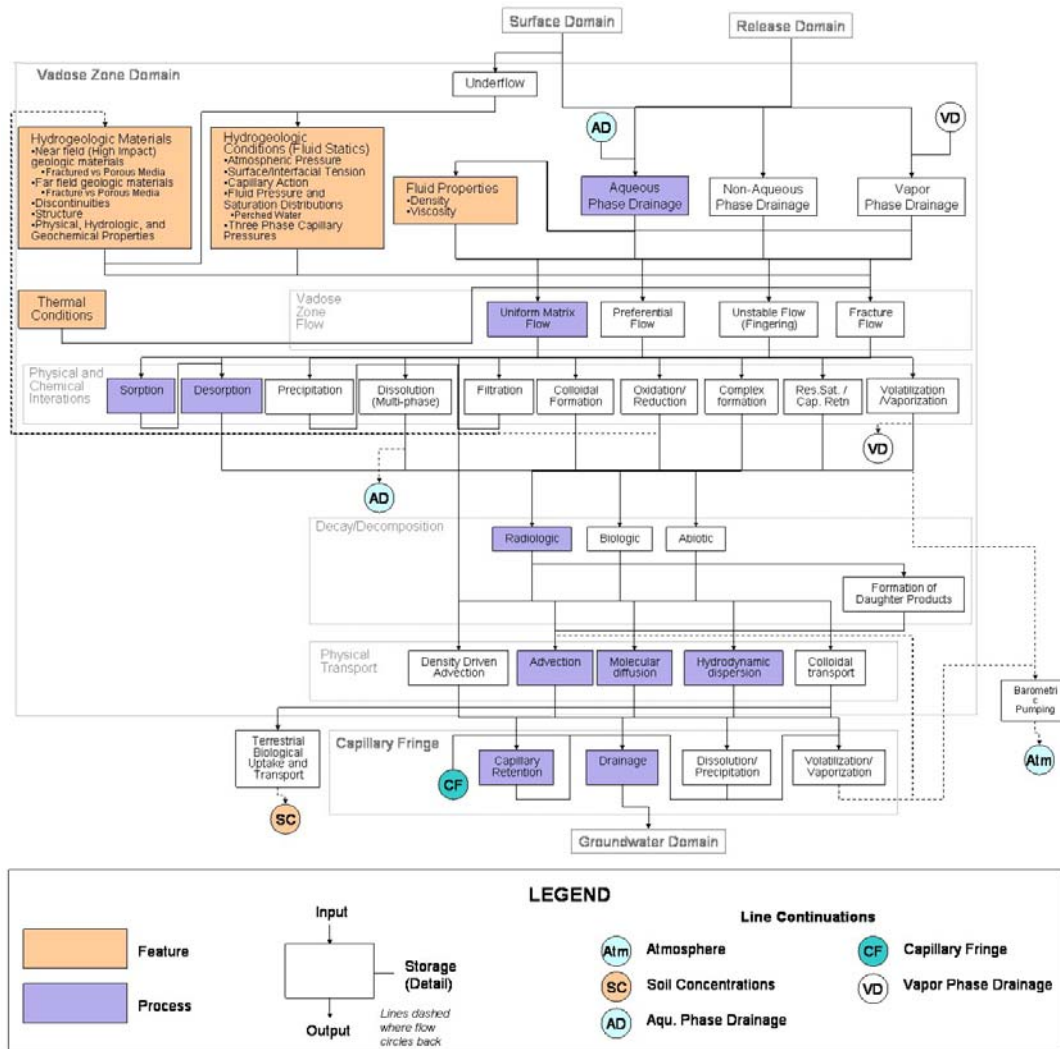 Surface Domain
Release Domain
Vadose Zone Domain
Underflow
AD
VD
Hydrogeologic Materials
•Near field (High Impact)
geologic materials
•Fractured vs Porous Media
•Far field geologic materials
•Fracture vs Porous Media
•Discontinuities
•Structure
•Physical, Hydrologic, and
Geochemical Properties
Hydrogeologic
Conditions (Fluid Statics)
•Atmospheric Pressure
•Surface/Interfacial Tension
•Capillary Action
•Fluid Pressure and
Saturation Distributions
•Perched Water
•Three Phase Capillary
Pressures
Fluid Properties
•Density
•Viscosity
Aqueous
Phase Drainage
Non-Aqueous
Phase Drainage
Vapor
Phase Drainage
Thermal
Conditions
Vadose
Zone
Flow
Uniform Matrix
Flow
Preferential
Flow
Unstable Flow
(Fingering)
Fracture
Flow
Physical and
Chemical
Interations
Sorption
Desorption
Precipitation
Dissolution
(Multi-phase)
Filtration
Colloidal
Formation
Oxidation/
Reduction
Complex
formation
Res.Sat. /
Cap. Retn
Volatilization
/Vaporization
VD
AD
Decay/Decomposition
Radiologic
Biologic
Abiotic
Formation of
Daughter Products
Physical
Transport
Density Driven
Advection
Advection
Molecular
diffusion
Hydrodynamic
dispersion
Colloidal
transport
Barometri
c
Pumping
Terrestrial
Biological
Uptake and
Transport
Capillary Fringe
Capillary
Retention
Drainage
Dissolution/
Precipitation
Volatilization/
Vaporization
Atm
CF
SC
Groundwater Domain
LEGEND
Feature
Process
Input
Storage
(Detail)
Output
Lines dashed
where flow
circles back
Line Continuations
Atm Atmosphere
SC Soil Concentrations
AD Aqu. Phase Drainage
CF Capillary Fringe
VD Vapor Phase Drainage